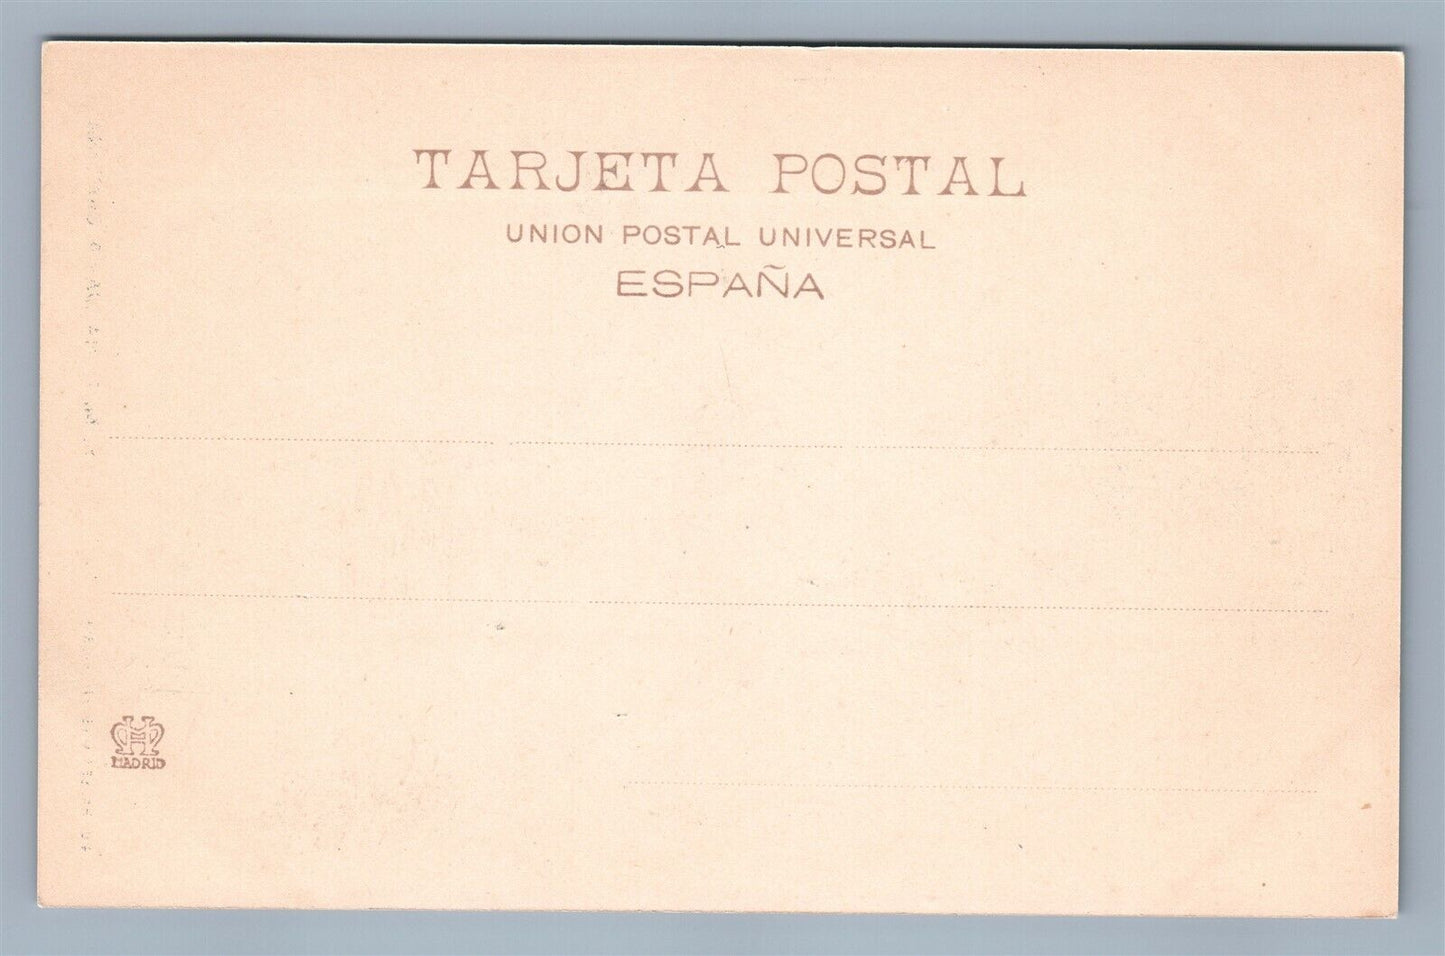 TARJETA POSTAL
UNION POSTAL UNIVERSAL
ESPAÑA
MADRID